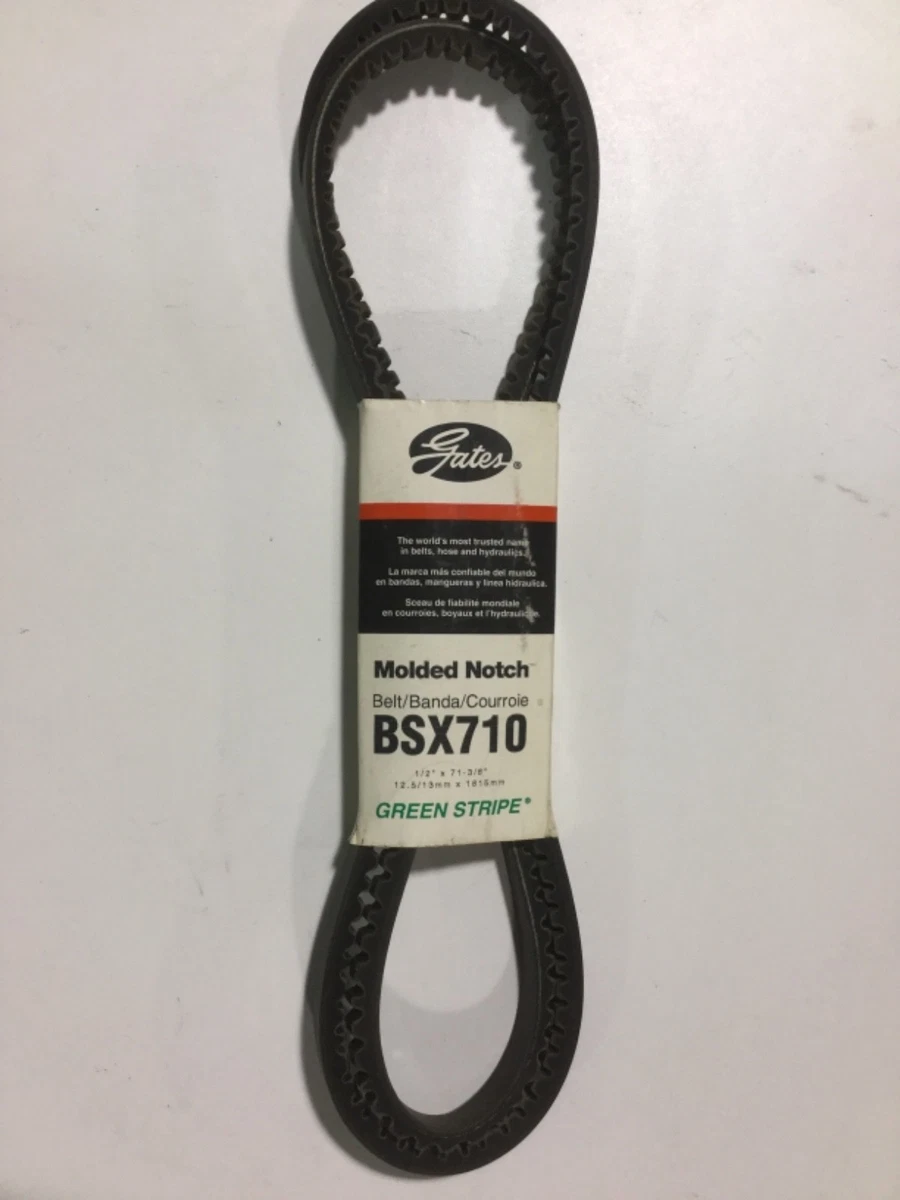 Gates®
The world's most trusted name
in belts, hose and hydraulics.
La marca más confiable del mundo
en bandas, mangueras y linea hidraulica.
Sceau de fiabilité mondiale
en courroies, boyaux et l'hydraulique.
Molded Notch™
Belt/Banda/Courroie
BSX710
1/2" x 71-3/8"
12.5/13mm x 1815mm
GREEN STRIPE®